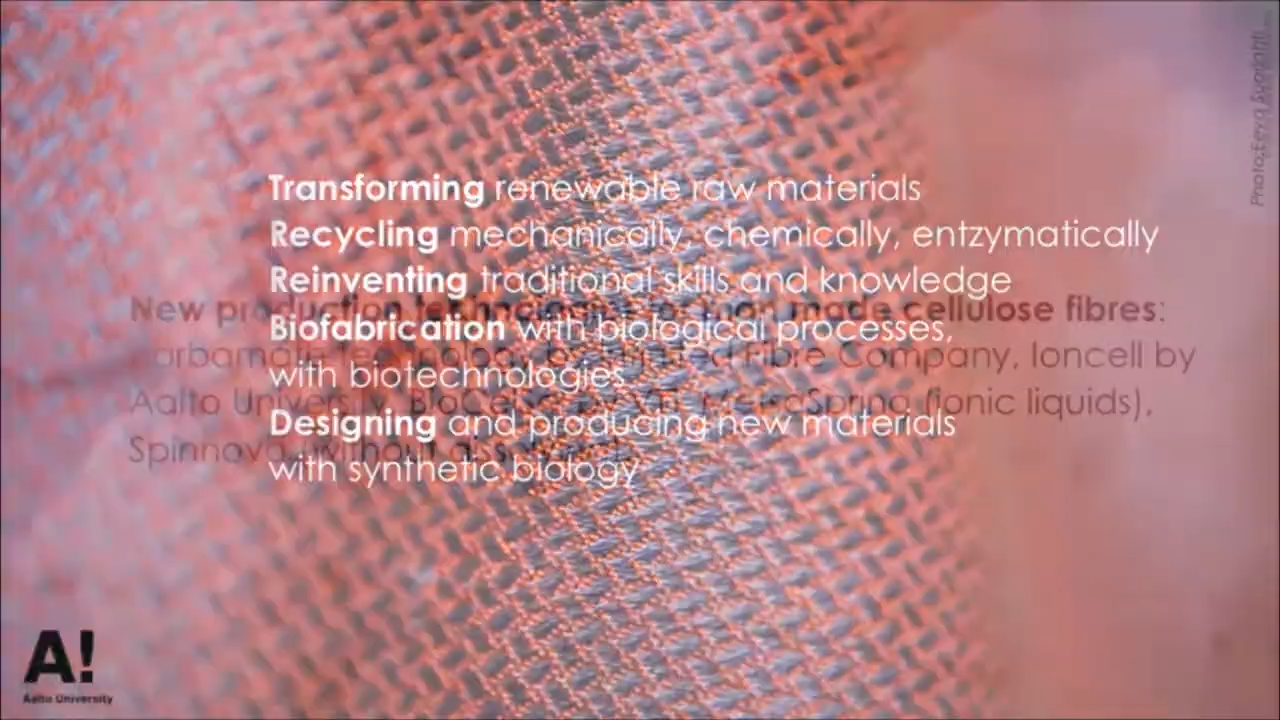 Transforming renewable raw materials
Recycling mechanically, chemically, entzymatically
Reinventing traditional skills and knowledge
Biofabrication with biological processes,
with biotechnologies
Designing and producing new materials
with synthetic biology
New production made cellulose fibres:
Fibre Company, Ioncell by
Aalto University, (ionic liquids),
Spinnova, without
A!
Aalto University